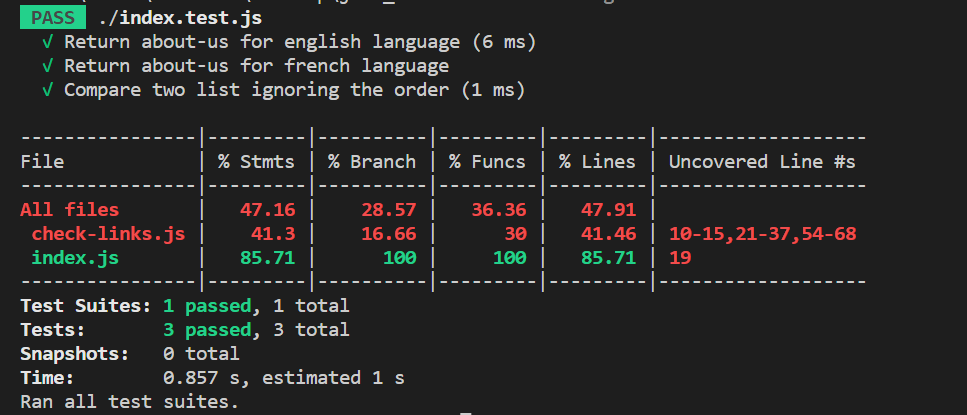 PASS ./index.test.js
√ Return about-us for english language (6 ms)
√ Return about-us for french language
√ Compare two list ignoring the order (1 ms)
----------------|---------|----------|---------|---------|-------------------
File            | % Stmts | % Branch | % Funcs | % Lines | Uncovered Line #s
----------------|---------|----------|---------|---------|-------------------
All files       |   47.16 |    28.57 |   36.36 |   47.91 |
 check-links.js |    41.3 |    16.66 |      30 |   41.46 | 10-15,21-37,54-68
 index.js       |   85.71 |      100 |     100 |   85.71 | 19
----------------|---------|----------|---------|---------|-------------------
Test Suites: 1 passed, 1 total
Tests:       3 passed, 3 total
Snapshots:   0 total
Time:        0.857 s, estimated 1 s
Ran all test suites.